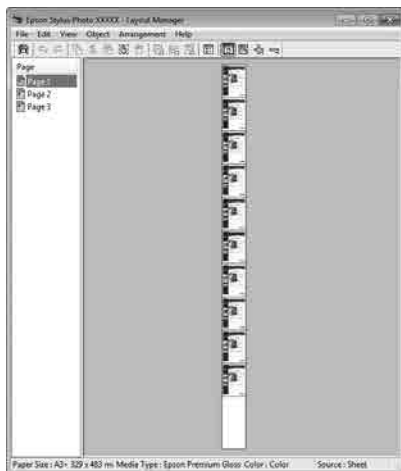 Epson Stylus Photo XXXXX - Layout Manager
File Edit View Object Arrangement Help
Page
Page 1
Page 2
Page 3
Paper Size : A3+ 329 x 483 mm Media Type : Epson Premium Gloss Color : Color Source : Sheet